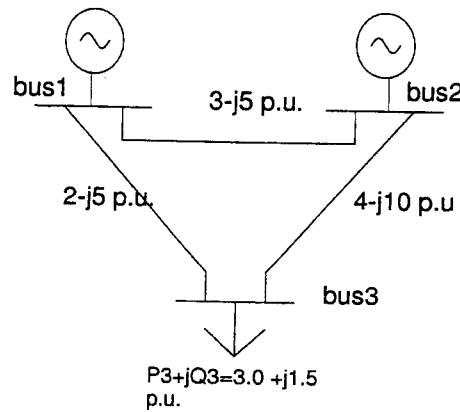 bus1
bus2
3-j5 p.u.
2-j5 p.u.
4-j10 p.u
bus3
P3+jQ3=3.0 +j1.5
p.u.